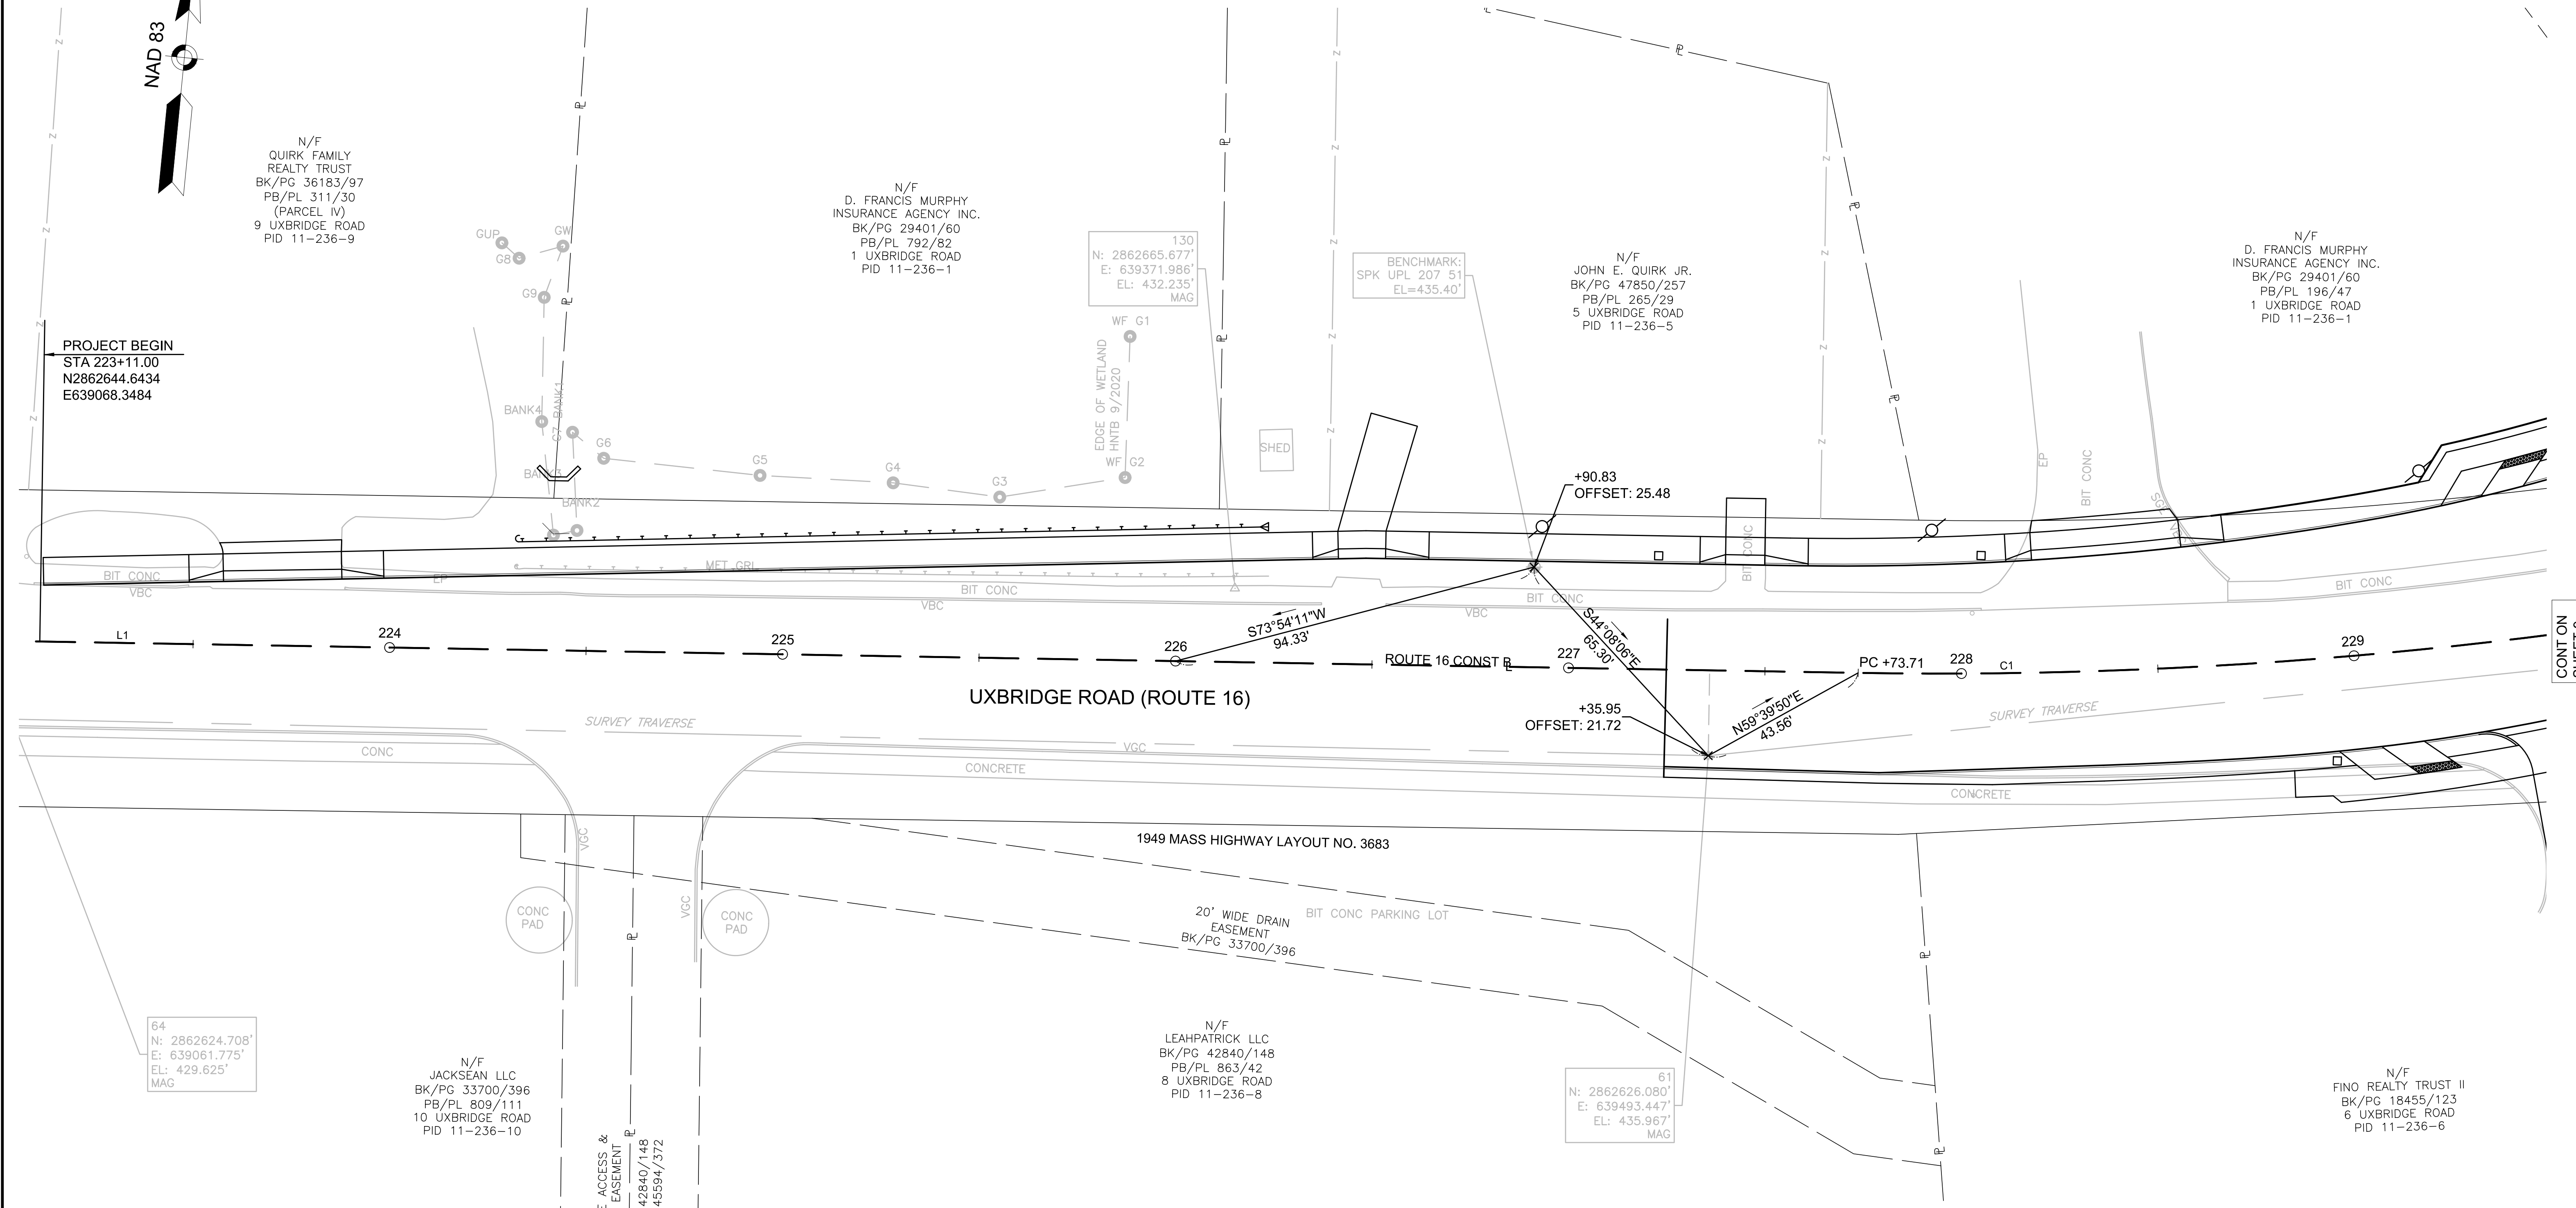 NAD 83
N/F
QUIRK FAMILY
REALTY TRUST
BK/PG 36183/97
PB/PL 311/30
(PARCEL IV)
9 UXBRIDGE ROAD
PID 11-236-9
N/F
D. FRANCIS MURPHY
INSURANCE AGENCY INC.
BK/PG 29401/60
PB/PL 792/82
1 UXBRIDGE ROAD
PID 11-236-1
130
N: 2862665.677'
E: 639371.986'
EL: 432.235'
MAG
BENCHMARK:
SPK UPL 207 51
EL=435.40'
N/F
JOHN E. QUIRK JR.
BK/PG 47850/257
PB/PL 265/29
5 UXBRIDGE ROAD
PID 11-236-5
N/F
D. FRANCIS MURPHY
INSURANCE AGENCY INC.
BK/PG 29401/60
PB/PL 196/47
1 UXBRIDGE ROAD
PID 11-236-1
GUP
GW
G8
G9
PROJECT BEGIN
STA 223+11.00
N2862644.6434
E639068.3484
BANK4
G7 BANK1
G6
BANK3
BANK2
G5
G4
G3
WF G1
WF G2
EDGE OF WETLAND
HNTB 9/2020
SHED
+90.83
OFFSET: 25.48
EP
BIT CONC
SGE
BIT CONC
VBC
EP
MET GRL
BIT CONC
VBC
BIT CONC
VBC
BIT CONC
BIT CONC
L1
224
225
226
227
228
229
S73°54'11"W
94.33'
S44°08'06"E
65.30'
ROUTE 16 CONST BL
PC +73.71
C1
N59°39'50"E
43.56'
+35.95
OFFSET: 21.72
UXBRIDGE ROAD (ROUTE 16)
SURVEY TRAVERSE
SURVEY TRAVERSE
CONC
VGC
CONCRETE
CONCRETE
CONT ON
1949 MASS HIGHWAY LAYOUT NO. 3683
VGC
VGC
CONC
PAD
CONC
PAD
20' WIDE DRAIN
EASEMENT
BK/PG 33700/396
BIT CONC PARKING LOT
64
N: 2862624.708'
E: 639061.775'
EL: 429.625'
MAG
N/F
JACKSEAN LLC
BK/PG 33700/396
PB/PL 809/111
10 UXBRIDGE ROAD
PID 11-236-10
ACCESS &
EASEMENT
42840/148
45594/372
N/F
LEAHPATRICK LLC
BK/PG 42840/148
PB/PL 863/42
8 UXBRIDGE ROAD
PID 11-236-8
61
N: 2862626.080'
E: 639493.447'
EL: 435.967'
MAG
N/F
FINO REALTY TRUST II
BK/PG 18455/123
6 UXBRIDGE ROAD
PID 11-236-6